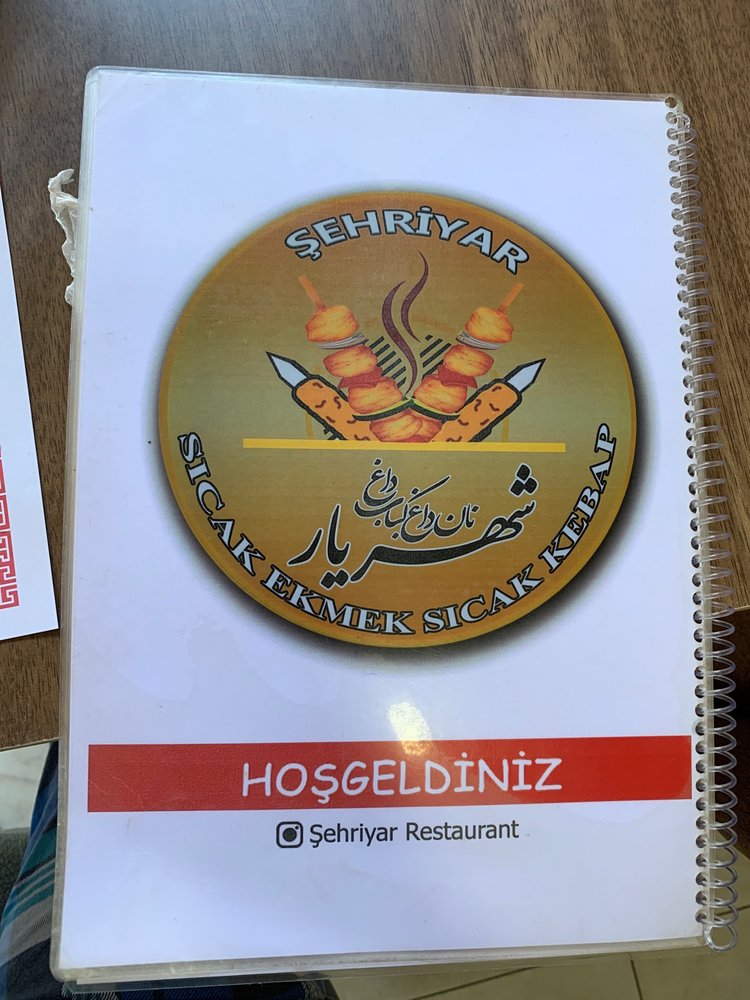 ŞEHRİYAR
نان داغ کباب داغ
شهریار
SICAK EKMEK SICAK KEBAP
HOŞGELDİNİZ
Şehriyar Restaurant